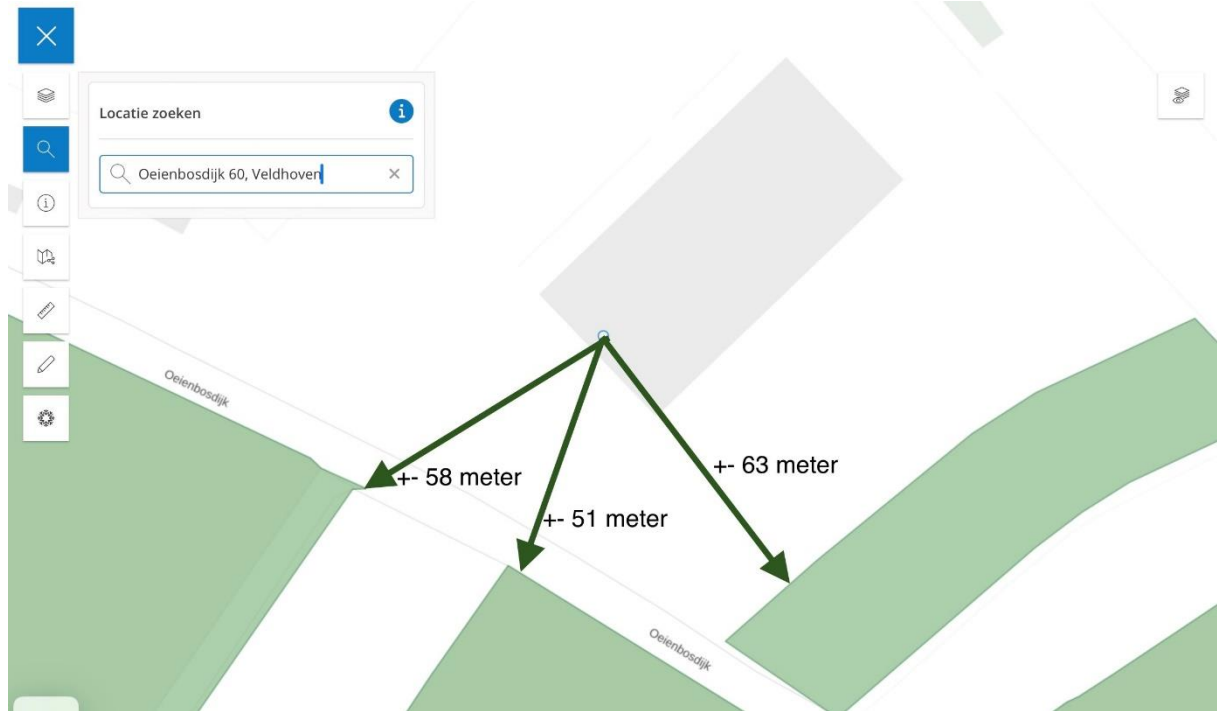 Locatie zoeken
i
Oeienbosdijk 60, Veldhoven
Oeienbosdijk
+- 58 meter
+- 63 meter
+- 51 meter
Oeienbosdijk